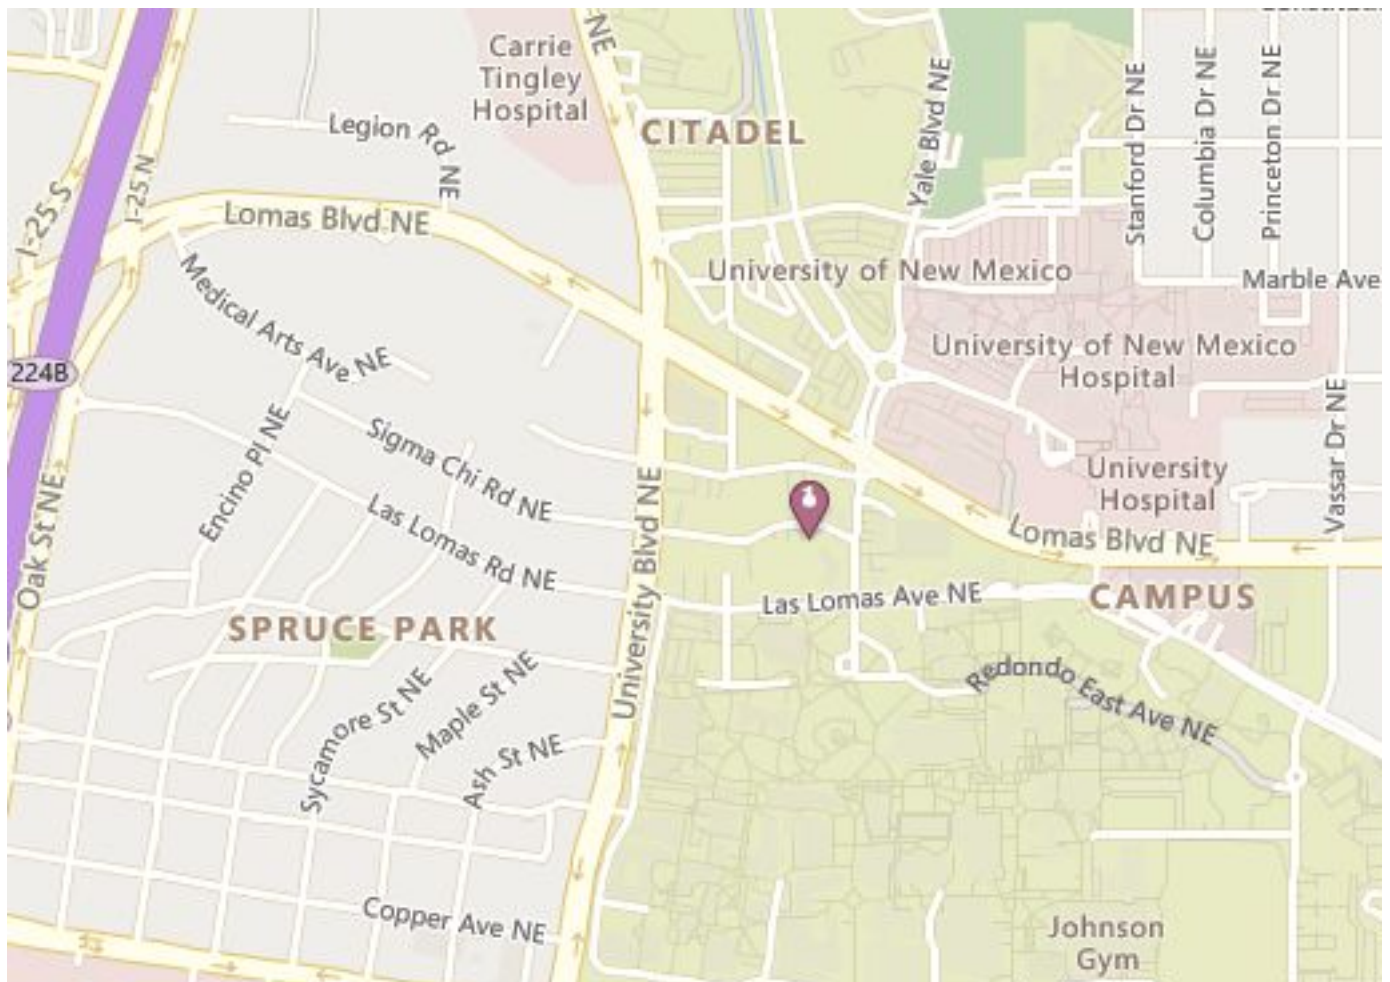 NE
Carrie
Tingley
Hospital
CITADEL
Legion Rd NE
Yale Blvd NE
Stanford Dr NE
Columbia Dr NE
Princeton Dr NE
I-25 S
I-25 N
Lomas Blvd NE
University of New Mexico
Marble Ave
Medical Arts Ave NE
University of New Mexico
Hospital
224B
Encino Pl NE
Sigma Chi Rd NE
Vassar Dr NE
University
Hospital
Oak St NE
Las Lomas Rd NE
University Blvd NE
Lomas Blvd NE
Las Lomas Ave NE
CAMPUS
SPRUCE PARK
Redondo East Ave NE
Sycamore St NE
Maple St NE
Ash St NE
Copper Ave NE
Johnson
Gym